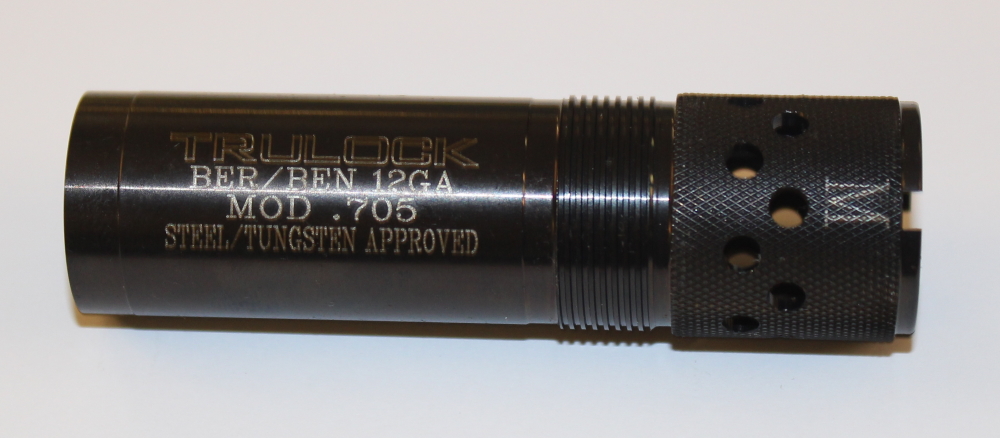 TRULOCK
BER/BEN 12GA
MOD .705
STEEL/TUNGSTEN APPROVED
M